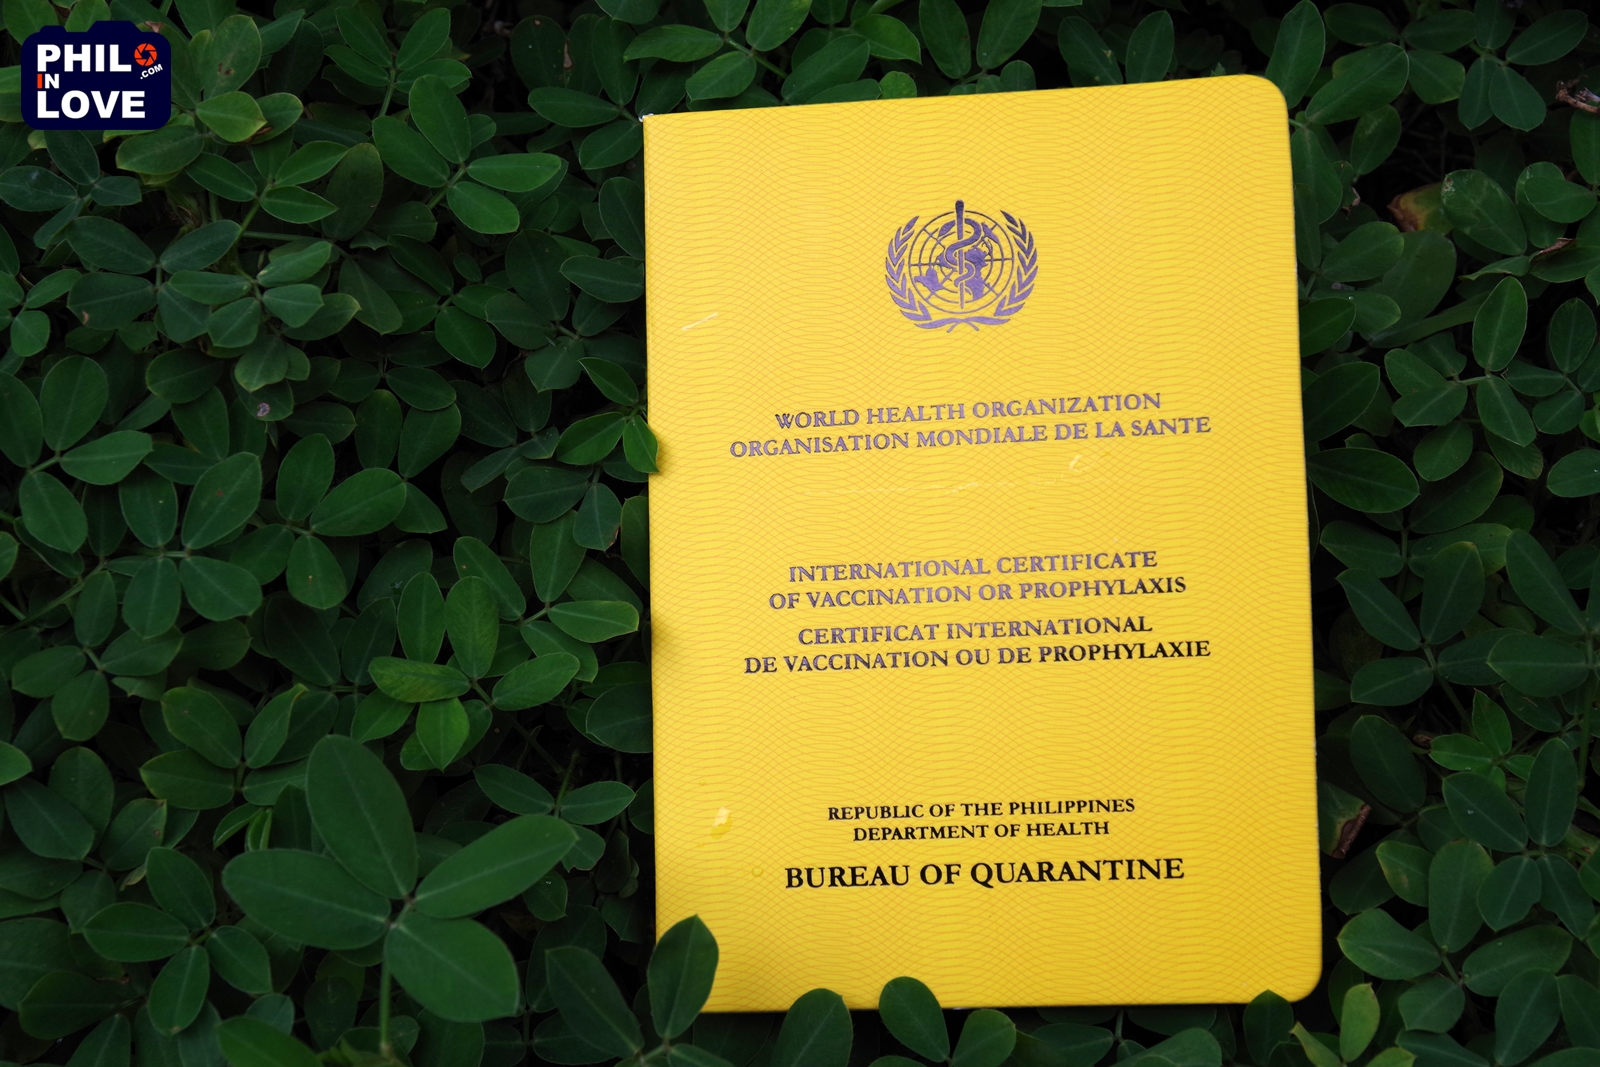 PHIL
IN
.COM
LOVE
WORLD HEALTH ORGANIZATION
ORGANISATION MONDIALE DE LA SANTE
INTERNATIONAL CERTIFICATE
OF VACCINATION OR PROPHYLAXIS
CERTIFICAT INTERNATIONAL
DE VACCINATION OU DE PROPHYLAXIE
REPUBLIC OF THE PHILIPPINES
DEPARTMENT OF HEALTH
BUREAU OF QUARANTINE